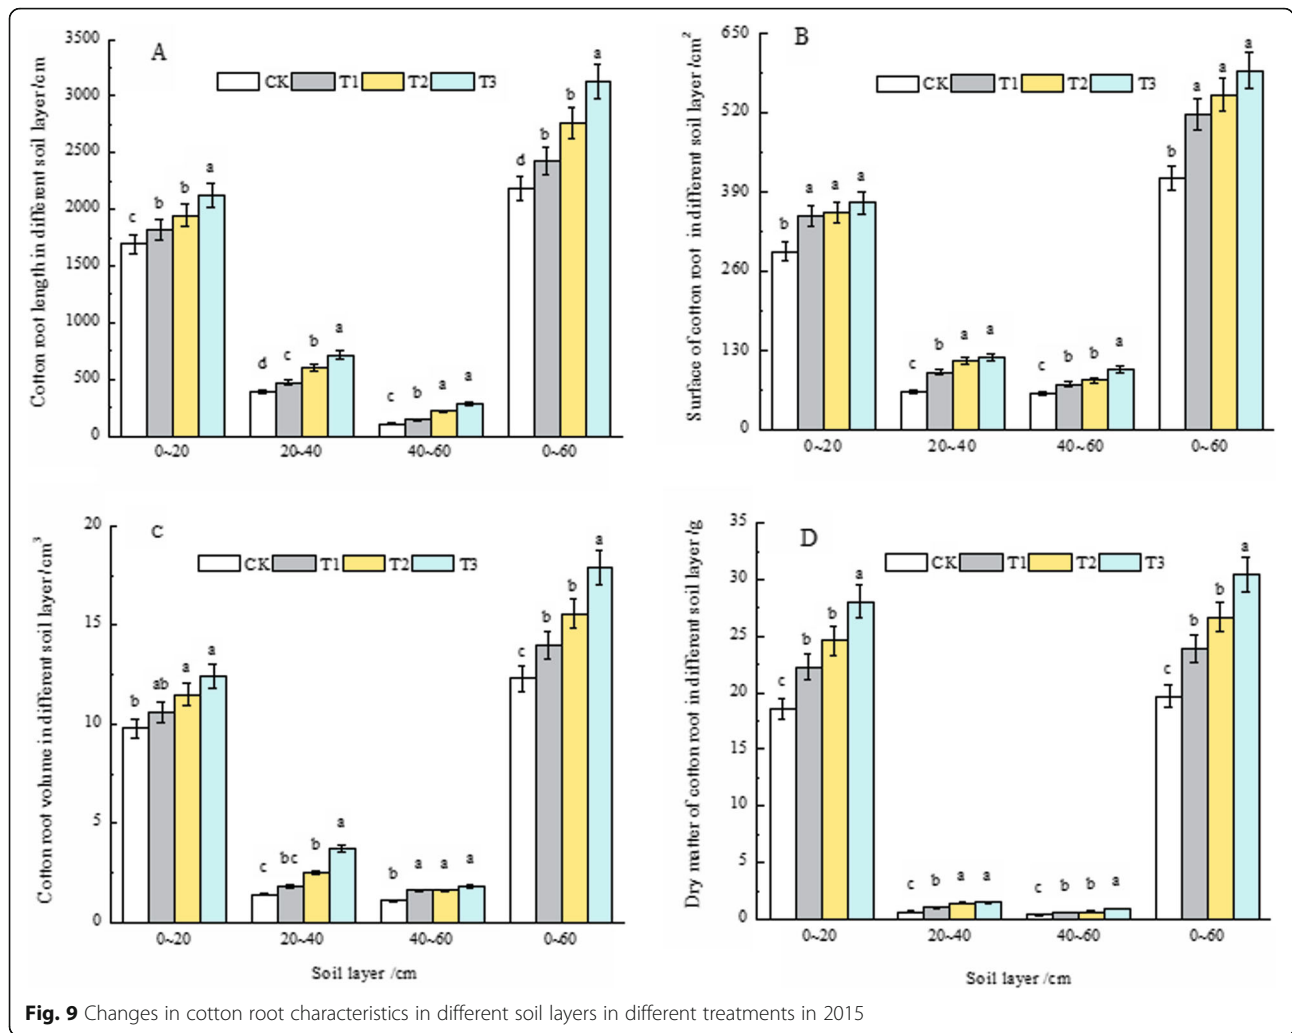 A
CK T1 T2 T3
Cotton root length in different soil layer /cm
3500
3000
2500
2000
1500
1000
500
0
c b b a
d c b a
c b a a
d b b a
0~20 20~40 40~60 0~60
B
CK T1 T2 T3
Surface of cotton root in different soil layer /cm²
650
520
390
260
130
0
b a a a
c b a a
c b b a
b a a a
0~20 20~40 40~60 0~60
C
CK T1 T2 T3
Cotton root volume in different soil layer /cm³
20
15
10
5
0
b ab a a
c bc b a
b a a a
c b b a
0~20 20~40 40~60 0~60
Soil layer /cm
D
CK T1 T2 T3
Dry matter of cotton root in different soil layer /g
35
30
25
20
15
10
5
0
c b b a
c b a a
c b b a
c b b a
0~20 20~40 40~60 0~60
Soil layer /cm
Fig. 9 Changes in cotton root characteristics in different soil layers in different treatments in 2015